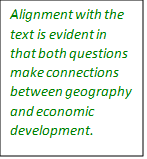 Alignment with the
text is evident in
that both questions
make connections
between geography
and economic
development.